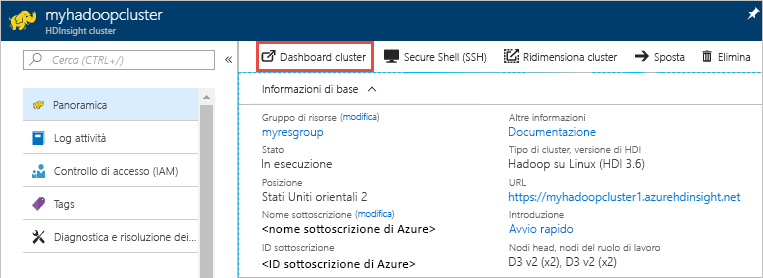 myhadoopcluster
HDInsight cluster
Cerca (CTRL+/)
Panoramica
Log attività
Controllo di accesso (IAM)
Tags
Diagnostica e risoluzione dei...
Dashboard cluster
Secure Shell (SSH)
Ridimensiona cluster
Sposta
Elimina
Informazioni di base
Gruppo di risorse (modifica)
myresgroup
Stato
In esecuzione
Posizione
Stati Uniti orientali 2
Nome sottoscrizione (modifica)
<nome sottoscrizione di Azure>
ID sottoscrizione
<ID sottoscrizione di Azure>
Altre informazioni
Documentazione
Tipo di cluster, versione di HDI
Hadoop su Linux (HDI 3.6)
URL
https://myhadoopcluster1.azurehdinsight.net
Introduzione
Avvio rapido
Nodi head, nodi del ruolo di lavoro
D3 v2 (x2), D3 v2 (x2)